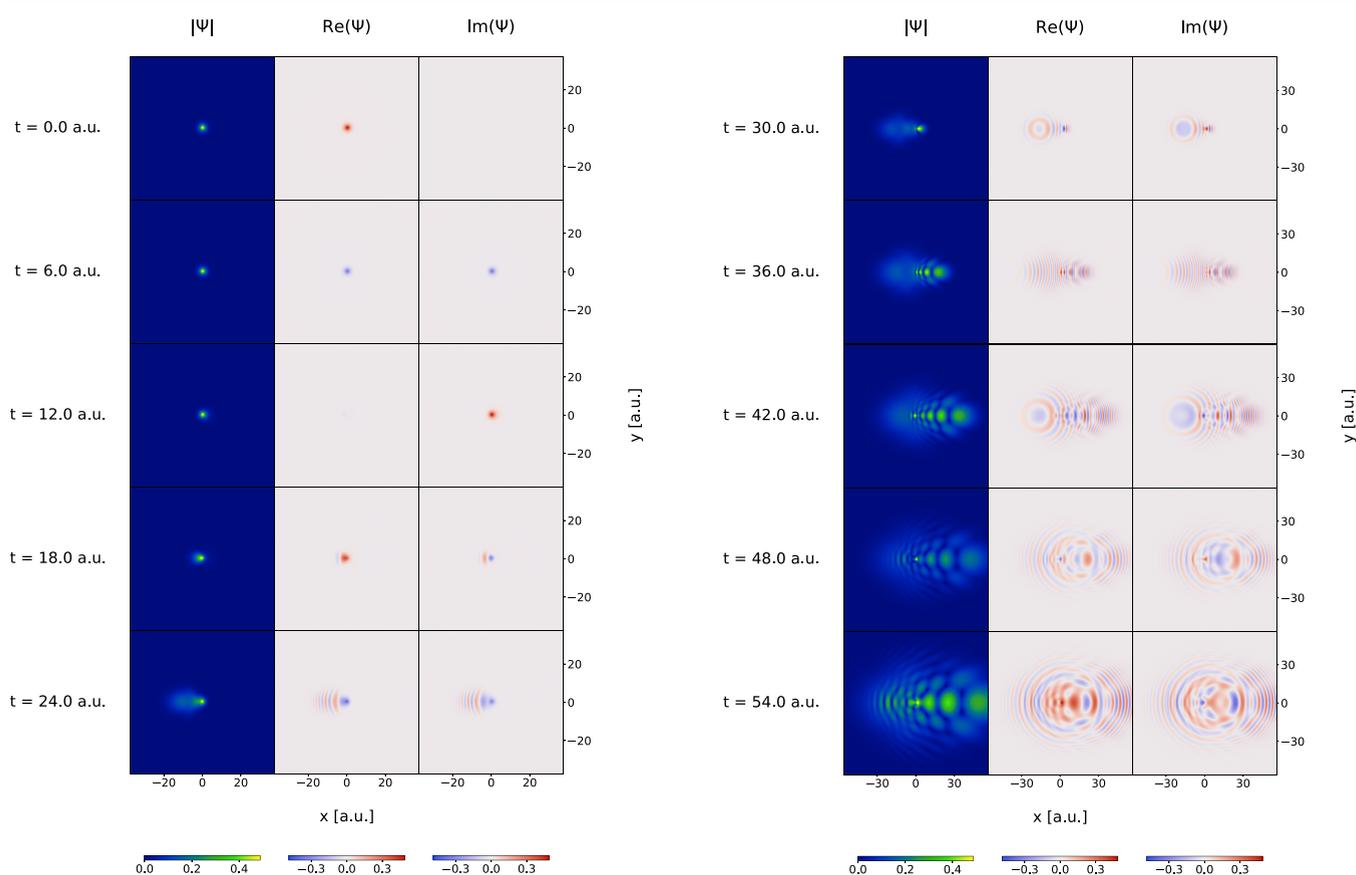 |Ψ| Re(Ψ) Im(Ψ)
t = 0.0 a.u.
20
0
−20
t = 6.0 a.u.
20
0
−20
t = 12.0 a.u.
20
0
−20
t = 18.0 a.u.
20
0
−20
t = 24.0 a.u.
20
0
−20
y [a.u.]
−20 0 20 −20 0 20 −20 0 20
x [a.u.]
0.0 0.2 0.4 −0.3 0.0 0.3 −0.3 0.0 0.3
|Ψ| Re(Ψ) Im(Ψ)
t = 30.0 a.u.
30
0
−30
t = 36.0 a.u.
30
0
−30
t = 42.0 a.u.
30
0
−30
t = 48.0 a.u.
30
0
−30
t = 54.0 a.u.
30
0
−30
y [a.u.]
−30 0 30 −30 0 30 −30 0 30
x [a.u.]
0.0 0.2 0.4 −0.3 0.0 0.3 −0.3 0.0 0.3